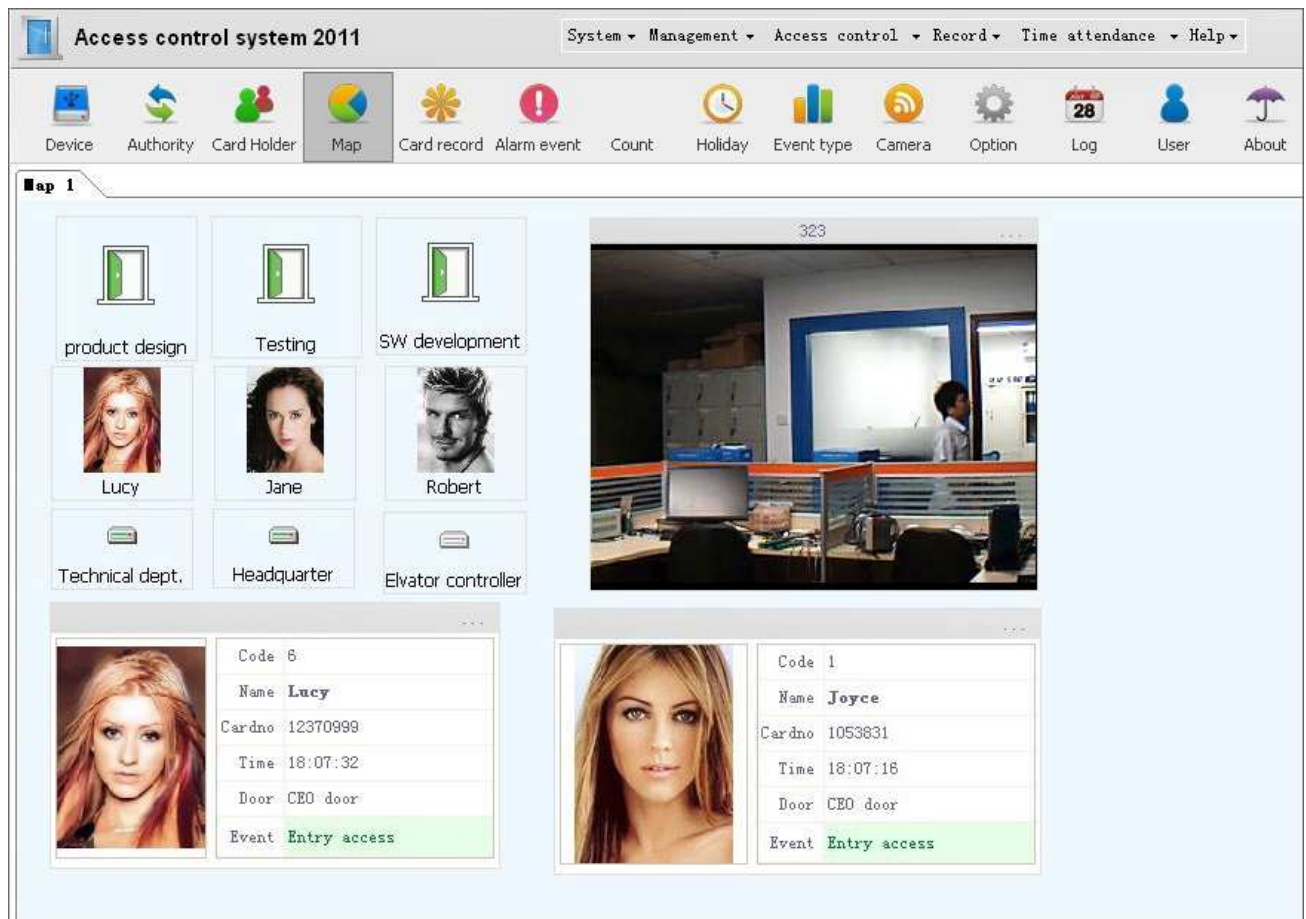 Access control system 2011
System Management Access control Record Time attendance Help
Device Authority Card Holder Map Card record Alarm event Count Holiday Event type Camera Option Log User About
28
Map 1
323 ...
product design Testing SW development
Lucy Jane Robert
Technical dept. Headquarter Elvator controller
...
Code 6
Name Lucy
Cardno 12370999
Time 18:07:32
Door CEO door
Event Entry access
...
Code 1
Name Joyce
Cardno 1053831
Time 18:07:16
Door CEO door
Event Entry access